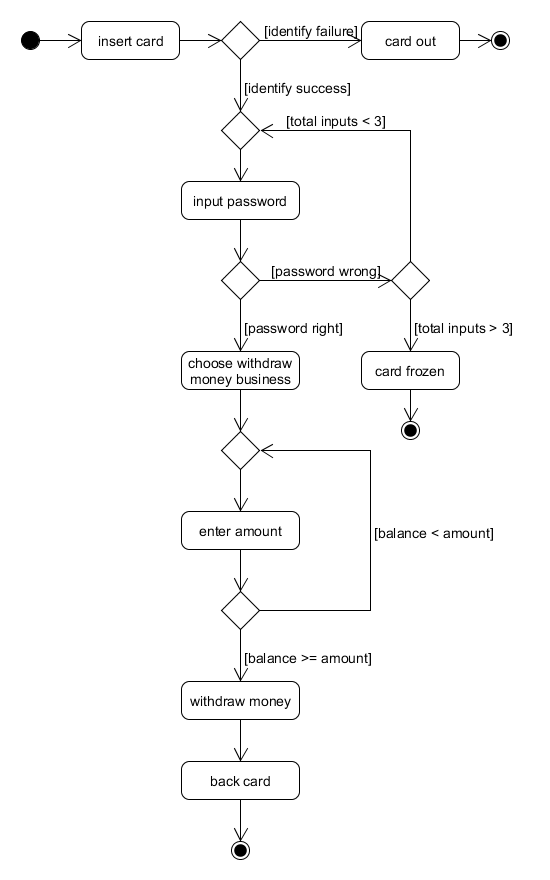 insert card
[identify failure]
card out
[identify success]
[total inputs < 3]
input password
[password wrong]
[password right]
[total inputs > 3]
choose withdraw
money business
card frozen
enter amount
[balance < amount]
[balance >= amount]
withdraw money
back card